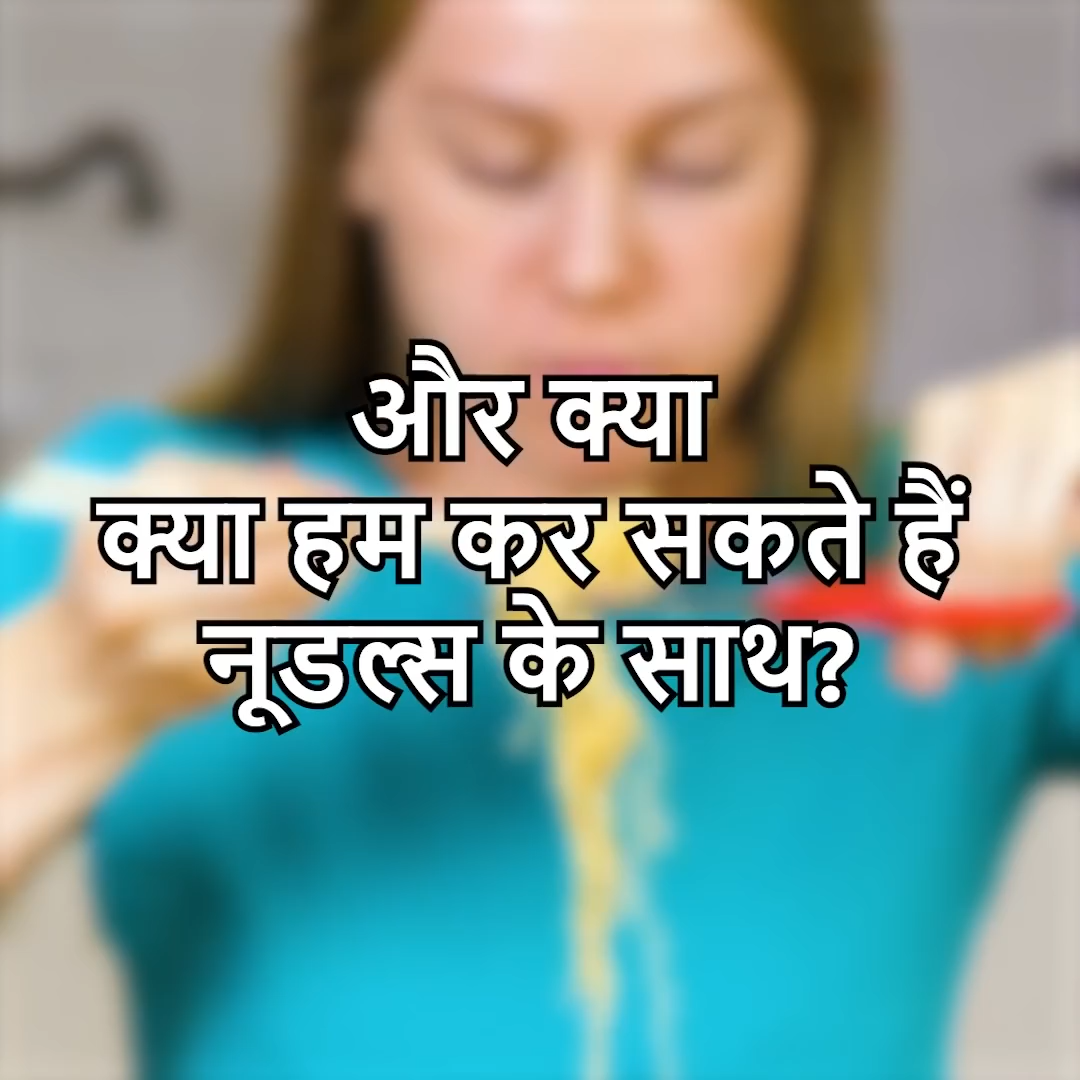 और क्या
क्या हम कर सकते हैं
नूडल्स के साथ?